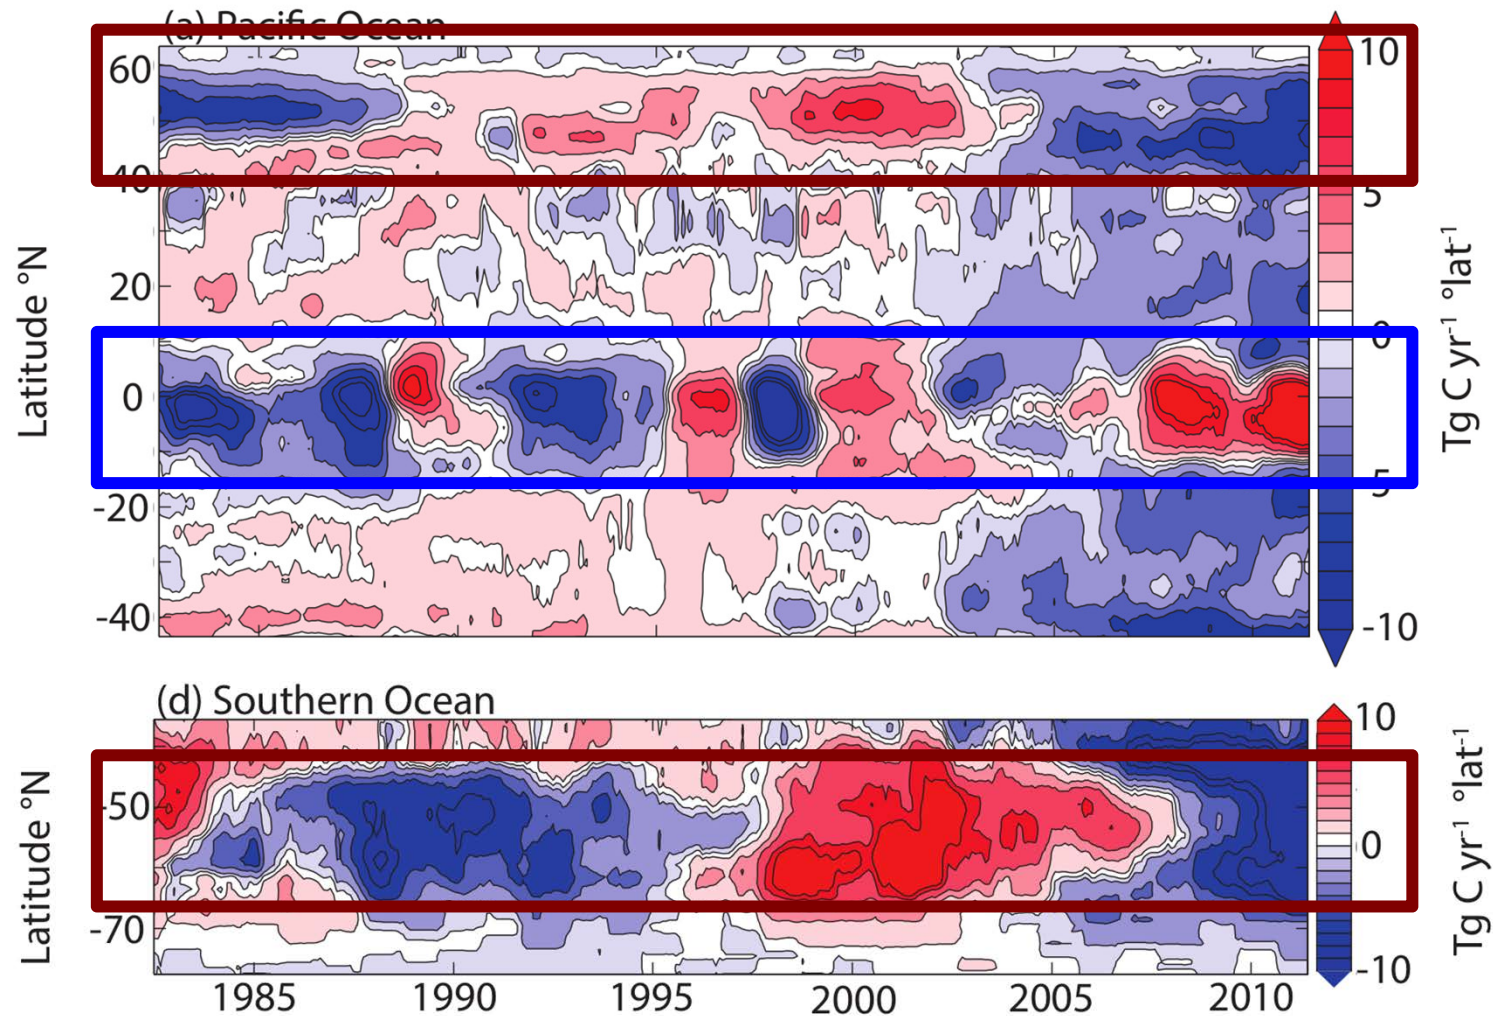 (a) Pacific Ocean
60
40
20
0
-20
-40
Latitude °N
10
5
0
-5
-10
Tg C yr⁻¹ °lat⁻¹
(d) Southern Ocean
-50
-70
Latitude °N
10
0
-10
Tg C yr⁻¹ °lat⁻¹
1985 1990 1995 2000 2005 2010